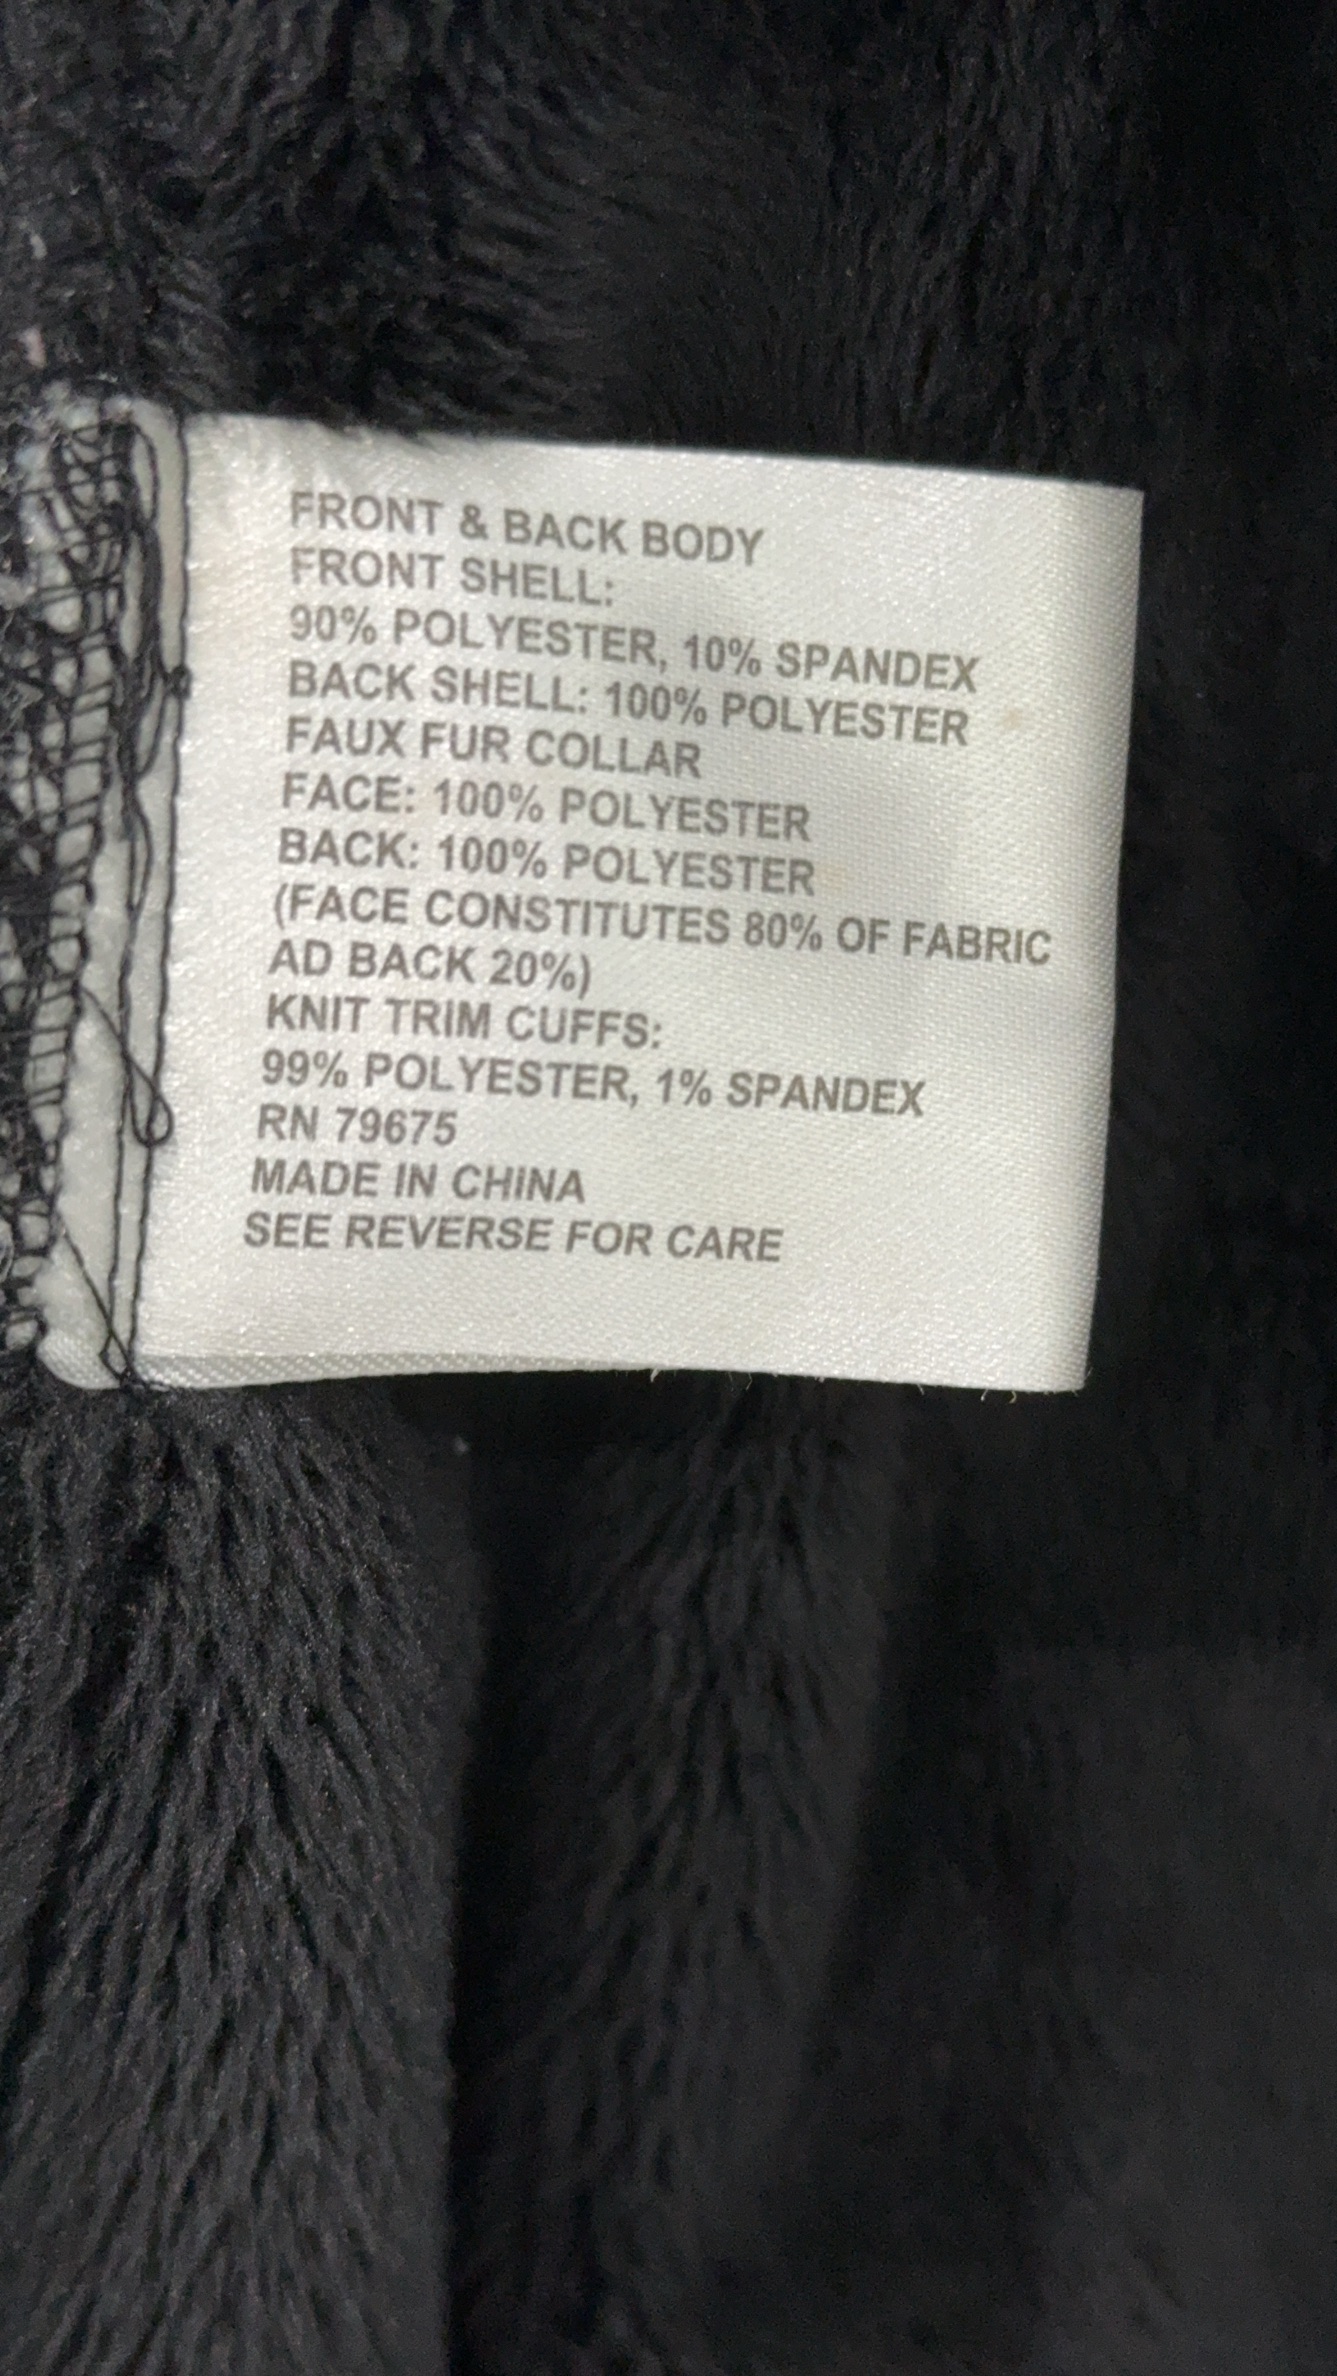 FRONT & BACK BODY
FRONT SHELL:
90% POLYESTER, 10% SPANDEX
BACK SHELL: 100% POLYESTER
FAUX FUR COLLAR
FACE: 100% POLYESTER
BACK: 100% POLYESTER
(FACE CONSTITUTES 80% OF FABRIC
AD BACK 20%)
KNIT TRIM CUFFS:
99% POLYESTER, 1% SPANDEX
RN 79675
MADE IN CHINA
SEE REVERSE FOR CARE